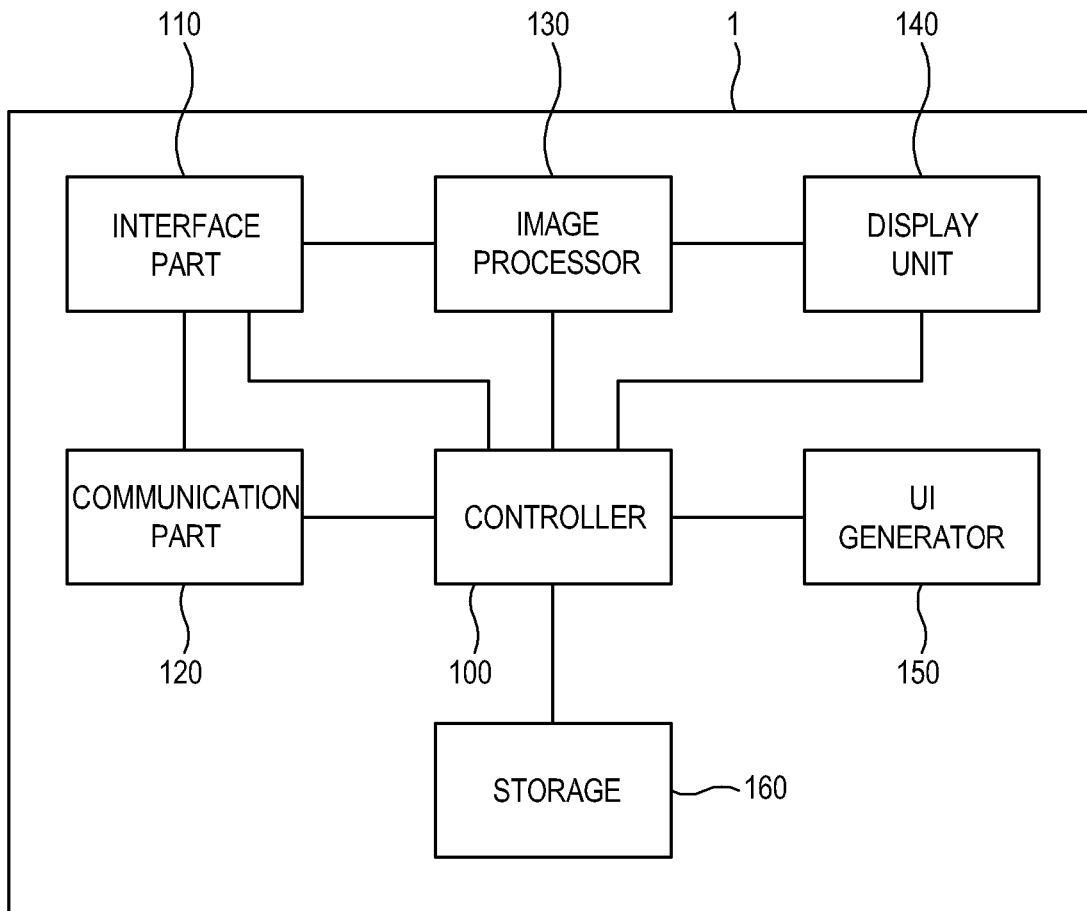 110
130
1
140
INTERFACE
PART
IMAGE
PROCESSOR
DISPLAY
UNIT
COMMUNICATION
PART
CONTROLLER
UI
GENERATOR
120
100
150
STORAGE
160